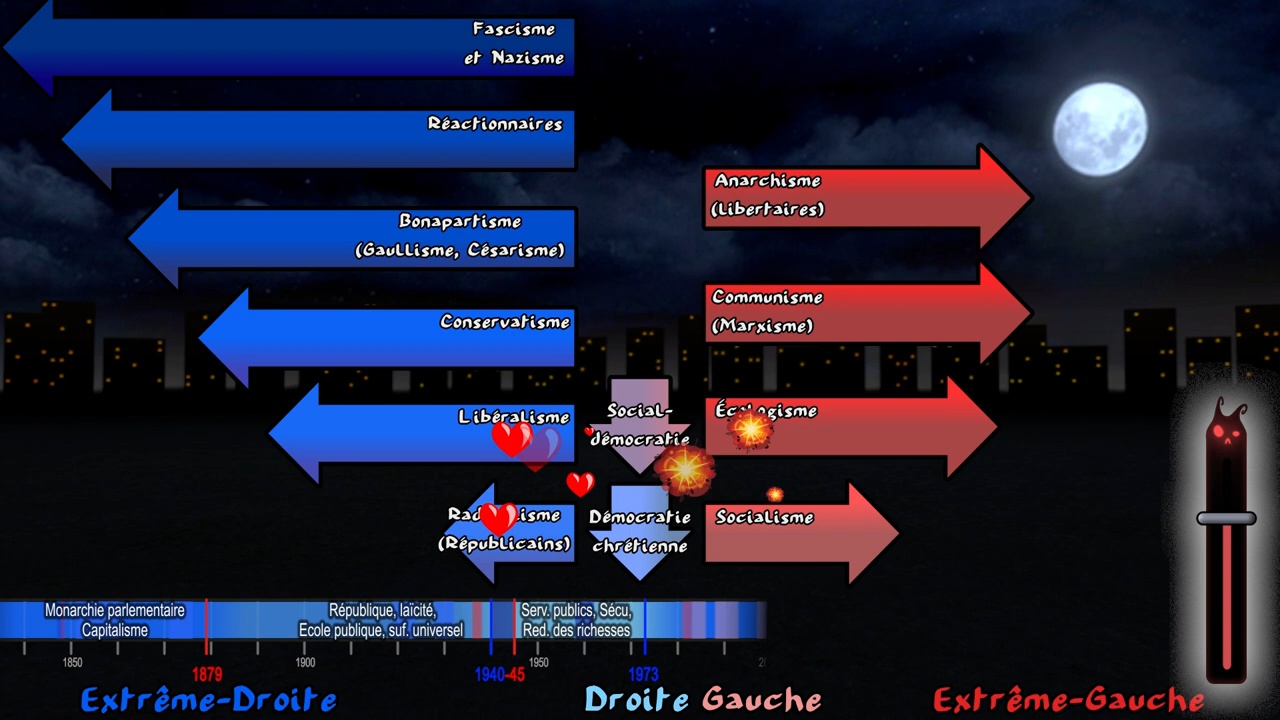 Fascisme
et Nazisme
Réactionnaires
Bonapartisme
(Gaullisme, Césarisme)
Conservatisme
Libéralisme
(Républicains)
Social-
démocratie
Démocratie
chrétienne
Anarchisme
(Libertaires)
Communisme
(Marxisme)
Écologisme
Socialisme
Monarchie parlementaire
Capitalisme
République, laïcité,
Ecole publique, suf. universel
Serv. publics, Sécu,
Red. des richesses
1850
1879
1900
1940-45
1950
1973
Extrême-Droite
Droite Gauche
Extrême-Gauche